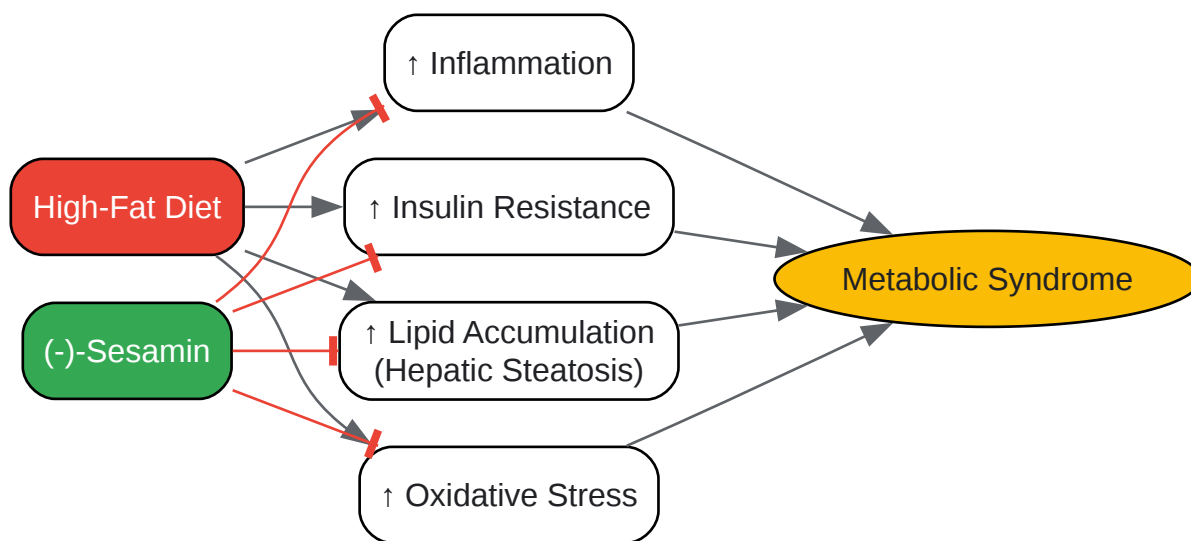 ↑ Inflammation
High-Fat Diet
↑ Insulin Resistance
Metabolic Syndrome
(-)-Sesamin
↑ Lipid Accumulation
(Hepatic Steatosis)
↑ Oxidative Stress